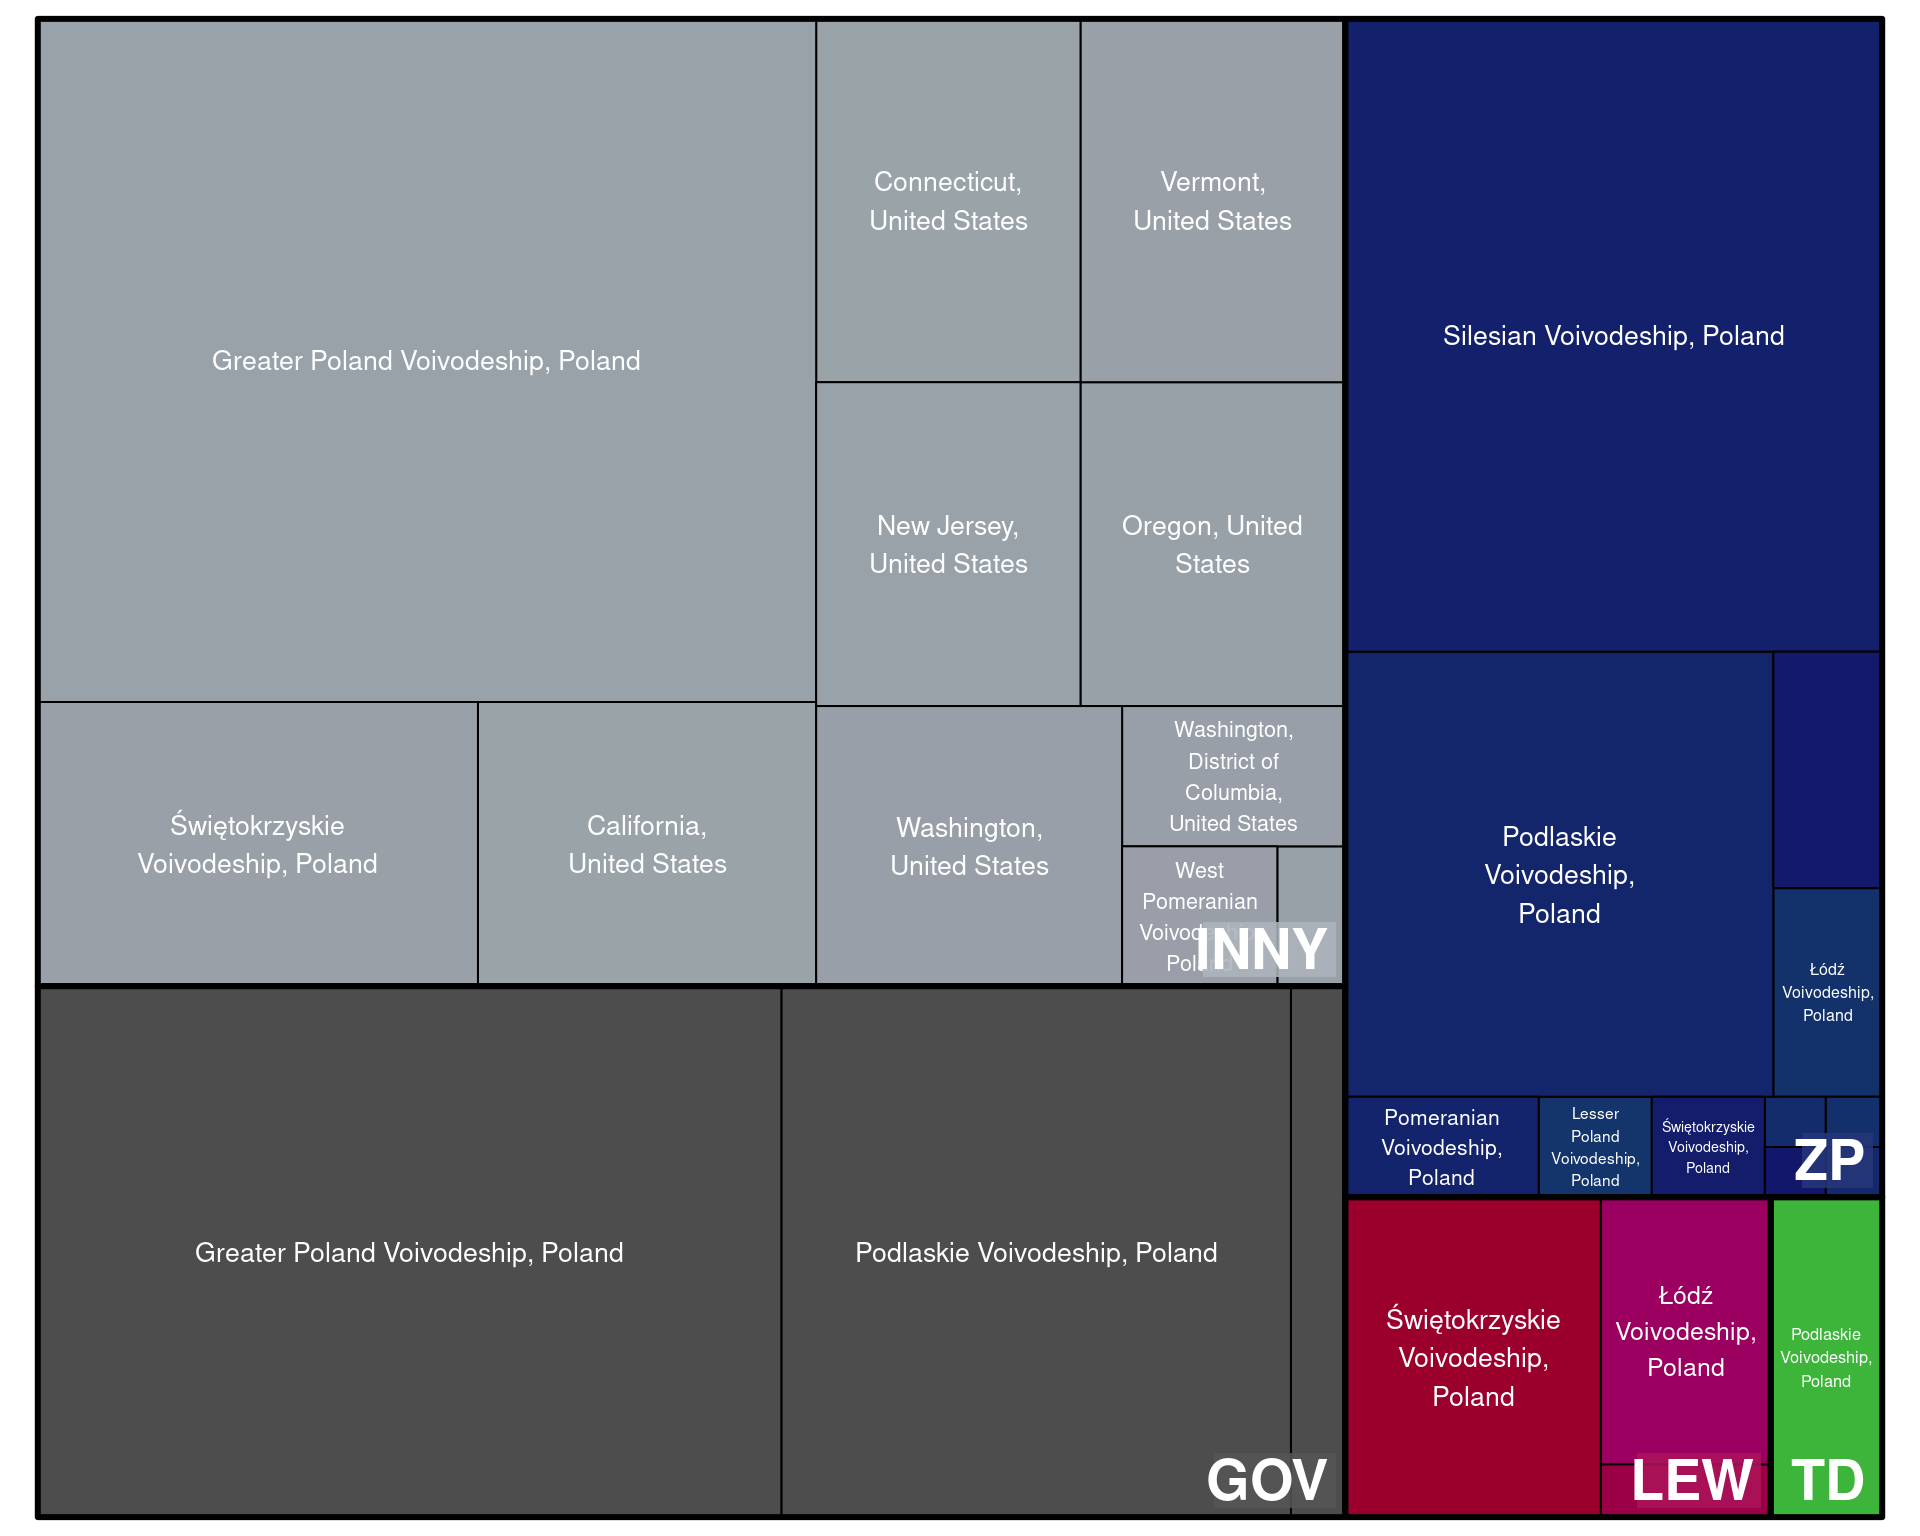 Greater Poland Voivodeship, Poland
Connecticut,
United States
Vermont,
United States
New Jersey,
United States
Oregon, United
States
Świętokrzyskie
Voivodeship, Poland
California,
United States
Washington,
United States
Washington,
District of
Columbia,
United States
West
Pomeranian
INNY
Greater Poland Voivodeship, Poland
Podlaskie Voivodeship, Poland
GOV
Silesian Voivodeship, Poland
Podlaskie
Voivodeship,
Poland
Łódź
Voivodeship,
Poland
Pomeranian
Voivodeship,
Poland
Lesser
Poland
Voivodeship,
Poland
Świętokrzyskie
Voivodeship,
Poland
ZP
Świętokrzyskie
Voivodeship,
Poland
Łódź
Voivodeship,
Poland
LEW
Podlaskie
Voivodeship,
Poland
TD